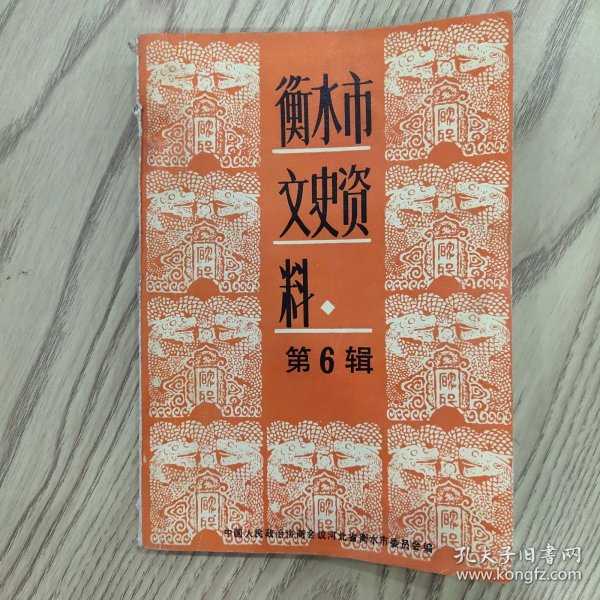 衡水市
文史资
料·
第6辑
中国人民政治协商会议河北省衡水市委员会编
孔夫子旧书网
www.kongfz.com